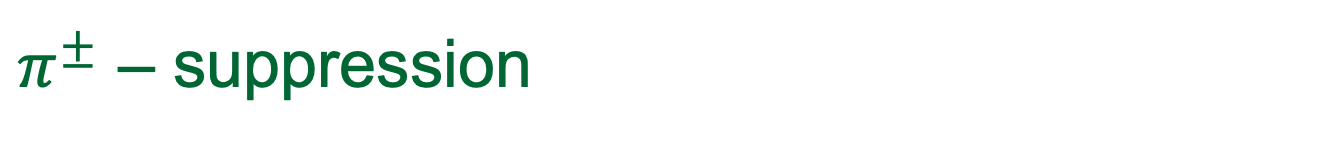 π± – suppression